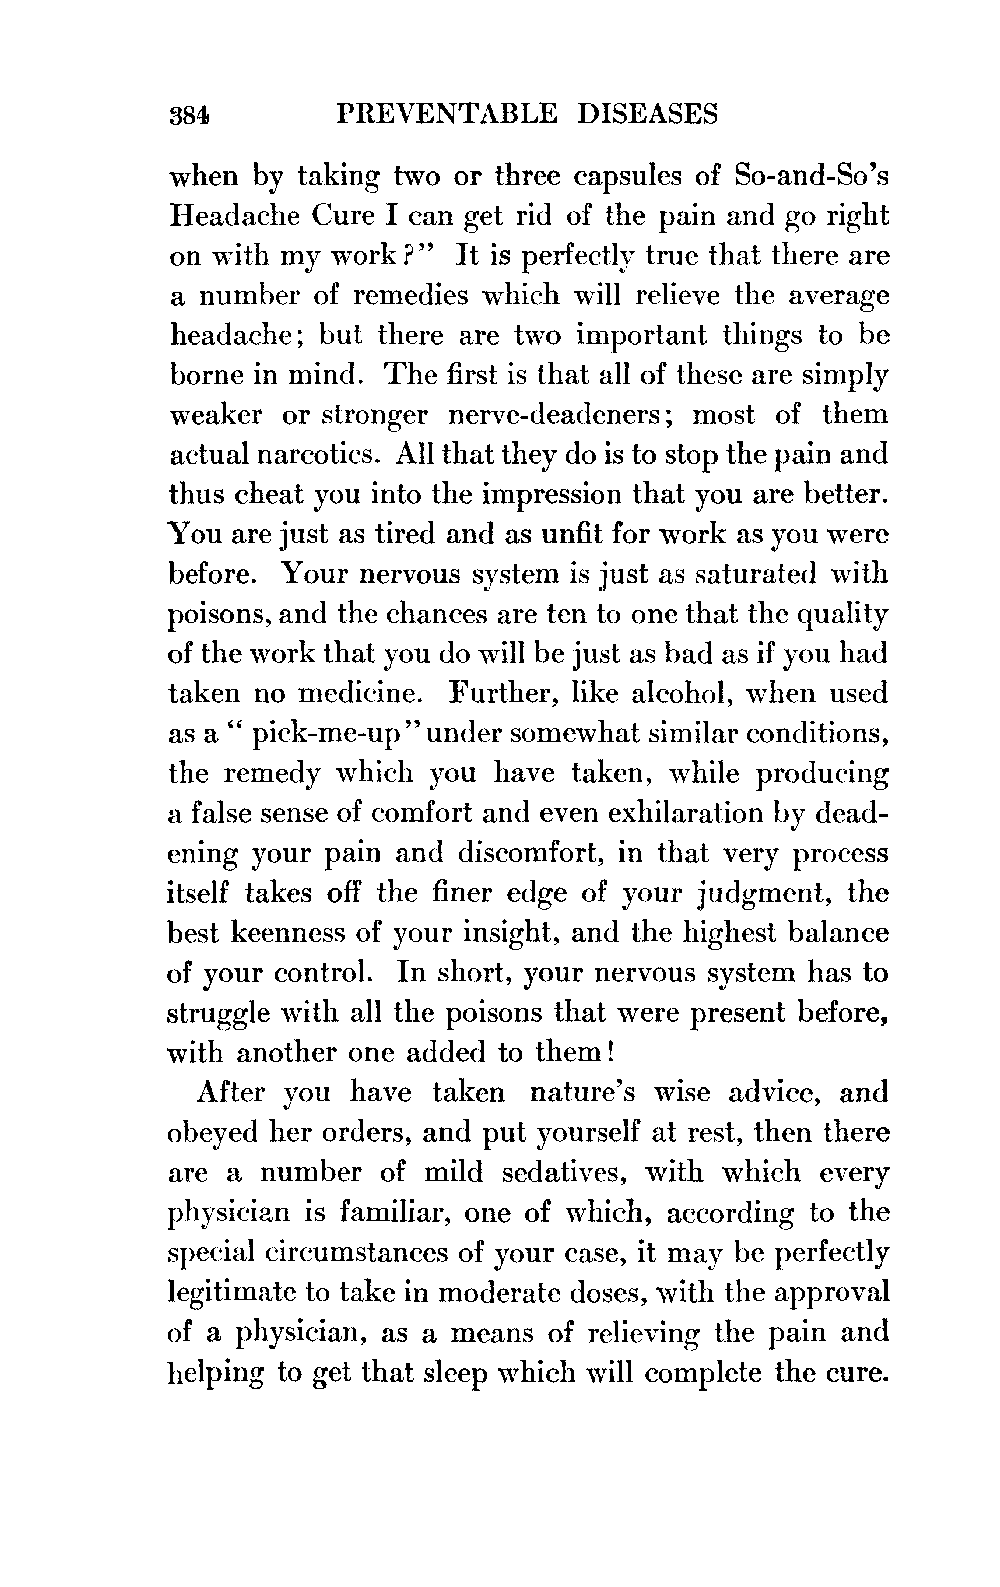 384 PREVENTABLE DISEASES
when by taking two or three capsules of So-and-So's
Headache Cure I can get rid of the pain and go right
on with my work?" It is perfectly true that there are
a number of remedies which will relieve the average
headache; but there are two important things to be
borne in mind. The first is that all of these are simply
weaker or stronger nerve-deadeners; most of them
actual narcotics. All that they do is to stop the pain and
thus cheat you into the impression that you are better.
You are just as tired and as unfit for work as you were
before. Your nervous system is just as saturated with
poisons, and the chances are ten to one that the quality
of the work that you do will be just as bad as if you had
taken no medicine. Further, like alcohol, when used
as a " pick-me-up" under somewhat similar conditions,
the remedy which you have taken, while producing
a false sense of comfort and even exhilaration by dead-
ening your pain and discomfort, in that very process
itself takes off the finer edge of your judgment, the
best keenness of your insight, and the highest balance
of your control. In short, your nervous system has to
struggle with all the poisons that were present before,
with another one added to them!
After you have taken nature's wise advice, and
obeyed her orders, and put yourself at rest, then there
are a number of mild sedatives, with which every
physician is familiar, one of which, according to the
special circumstances of your case, it may be perfectly
legitimate to take in moderate doses, with the approval
of a physician, as a means of relieving the pain and
helping to get that sleep which will complete the cure.